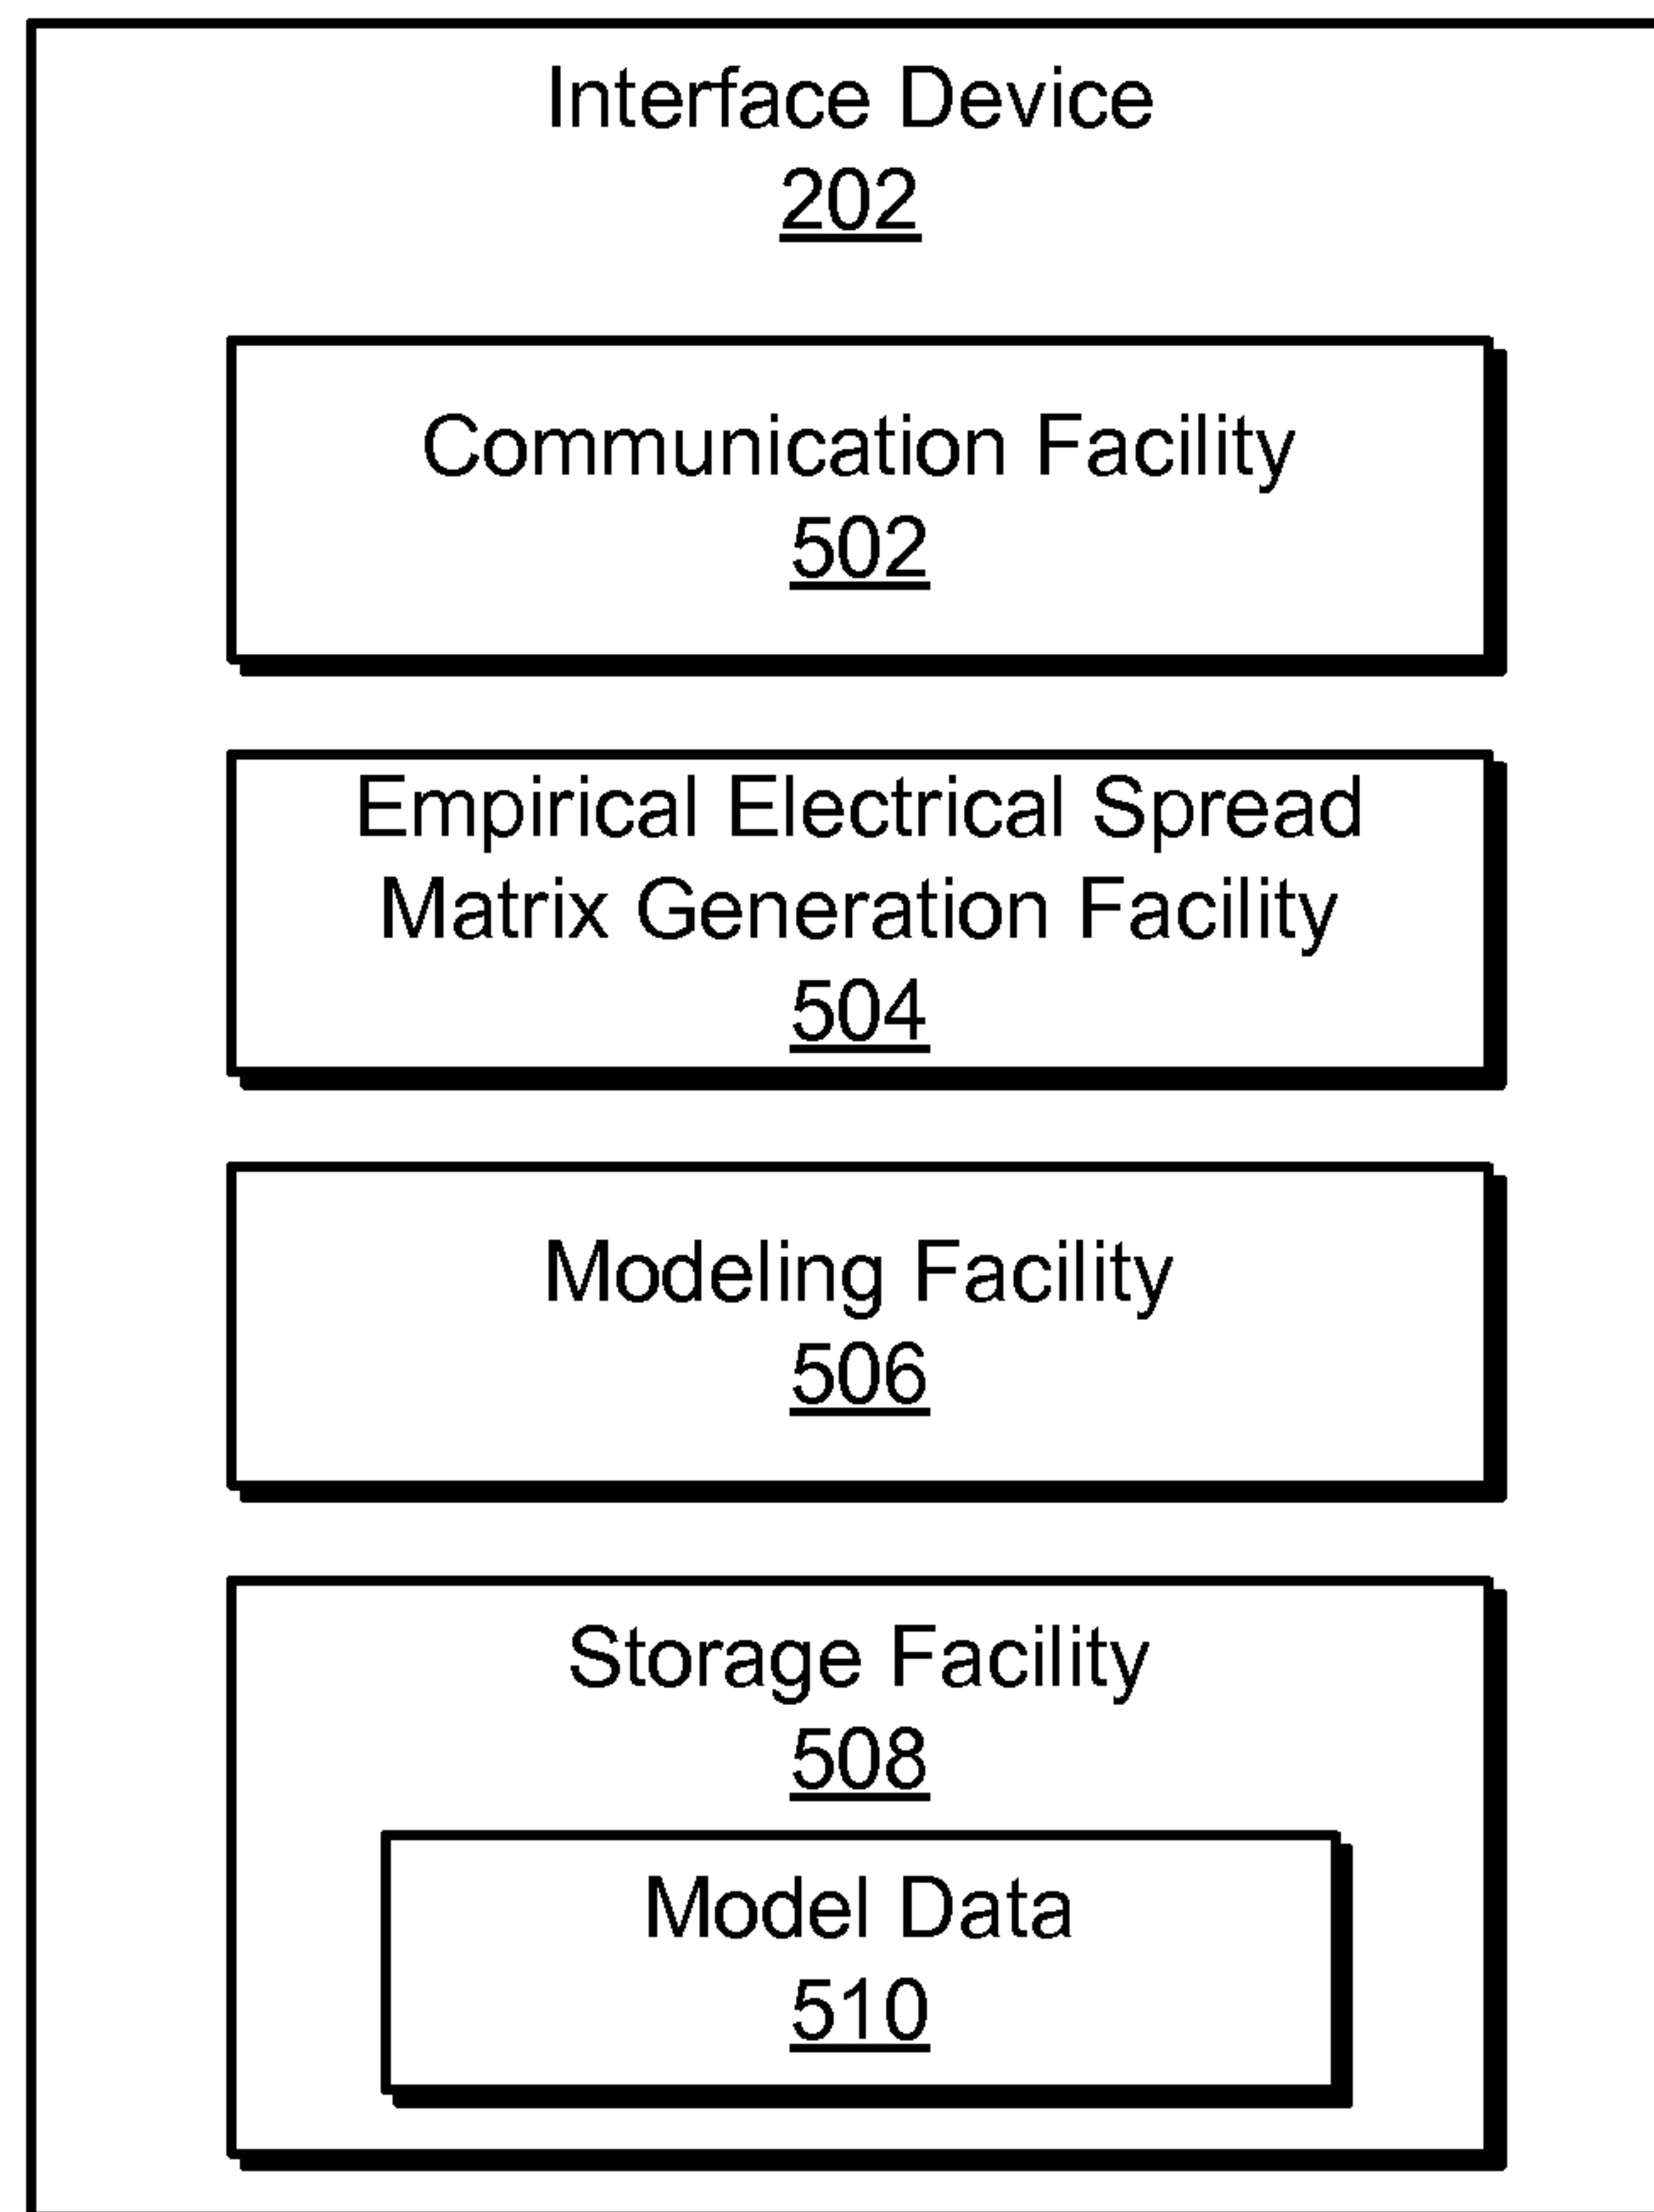 Interface Device
202
Communication Facility
502
Empirical Electrical Spread
Matrix Generation Facility
504
Modeling Facility
506
Storage Facility
508
Model Data
510